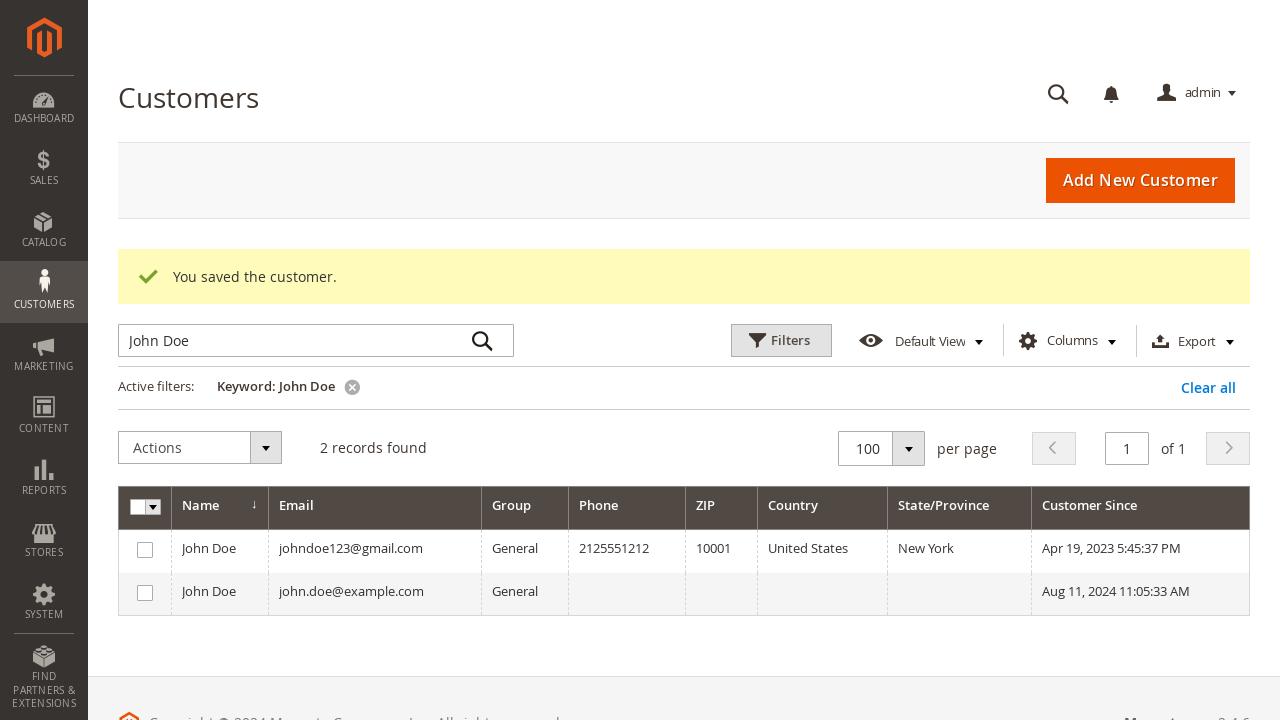 DASHBOARD
SALES
CATALOG
CUSTOMERS
MARKETING
CONTENT
REPORTS
STORES
SYSTEM
FIND
PARTNERS &
EXTENSIONS
Customers
admin
Add New Customer
You saved the customer.
John Doe
Filters
Default View
Columns
Export
Active filters: Keyword: John Doe
Clear all
Actions
2 records found
100 per page
1 of 1
Name ↓ Email Group Phone ZIP Country State/Province Customer Since
John Doe johndoe123@gmail.com General 2125551212 10001 United States New York Apr 19, 2023 5:45:37 PM
John Doe john.doe@example.com General Aug 11, 2024 11:05:33 AM